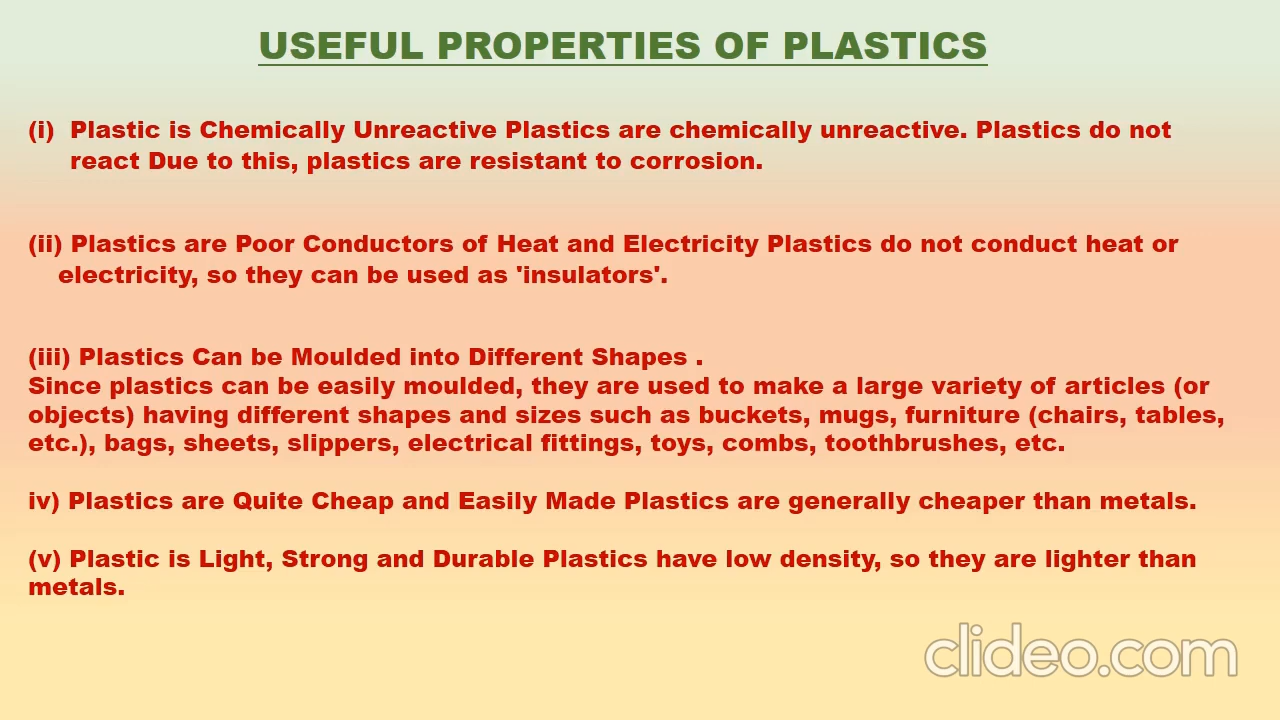 USEFUL PROPERTIES OF PLASTICS
(i) Plastic is Chemically Unreactive Plastics are chemically unreactive. Plastics do not
react Due to this, plastics are resistant to corrosion.
(ii) Plastics are Poor Conductors of Heat and Electricity Plastics do not conduct heat or
electricity, so they can be used as 'insulators'.
(iii) Plastics Can be Moulded into Different Shapes .
Since plastics can be easily moulded, they are used to make a large variety of articles (or
objects) having different shapes and sizes such as buckets, mugs, furniture (chairs, tables,
etc.), bags, sheets, slippers, electrical fittings, toys, combs, toothbrushes, etc.
iv) Plastics are Quite Cheap and Easily Made Plastics are generally cheaper than metals.
(v) Plastic is Light, Strong and Durable Plastics have low density, so they are lighter than
metals.
clideo.com